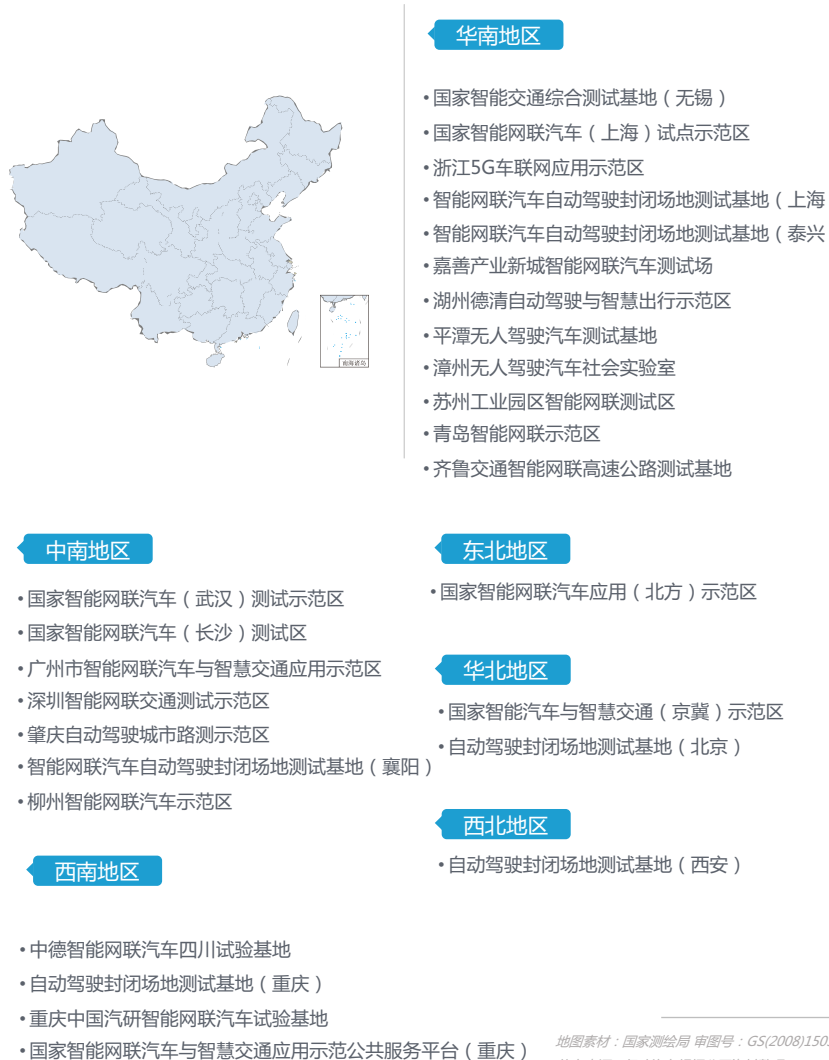 华南地区
•国家智能交通综合测试基地（无锡）
•国家智能网联汽车（上海）试点示范区
•浙江5G车联网应用示范区
•智能网联汽车自动驾驶封闭场地测试基地（上海
•智能网联汽车自动驾驶封闭场地测试基地（泰兴
•嘉善产业新城智能网联汽车测试场
•湖州德清自动驾驶与智慧出行示范区
•平潭无人驾驶汽车测试基地
•漳州无人驾驶汽车社会实验室
•苏州工业园区智能网联测试区
•青岛智能网联示范区
•齐鲁交通智能网联高速公路测试基地
南海诸岛
中南地区
•国家智能网联汽车（武汉）测试示范区
•国家智能网联汽车（长沙）测试区
•广州市智能网联汽车与智慧交通应用示范区
•深圳智能网联交通测试示范区
•肇庆自动驾驶城市路测示范区
•智能网联汽车自动驾驶封闭场地测试基地（襄阳）
•柳州智能网联汽车示范区
东北地区
•国家智能网联汽车应用（北方）示范区
华北地区
•国家智能汽车与智慧交通（京冀）示范区
•自动驾驶封闭场地测试基地（北京）
西北地区
•自动驾驶封闭场地测试基地（西安）
西南地区
•中德智能网联汽车四川试验基地
•自动驾驶封闭场地测试基地（重庆）
•重庆中国汽研智能网联汽车试验基地
•国家智能网联汽车与智慧交通应用示范公共服务平台（重庆）
地图素材：国家测绘局 审图号：GS(2008)150